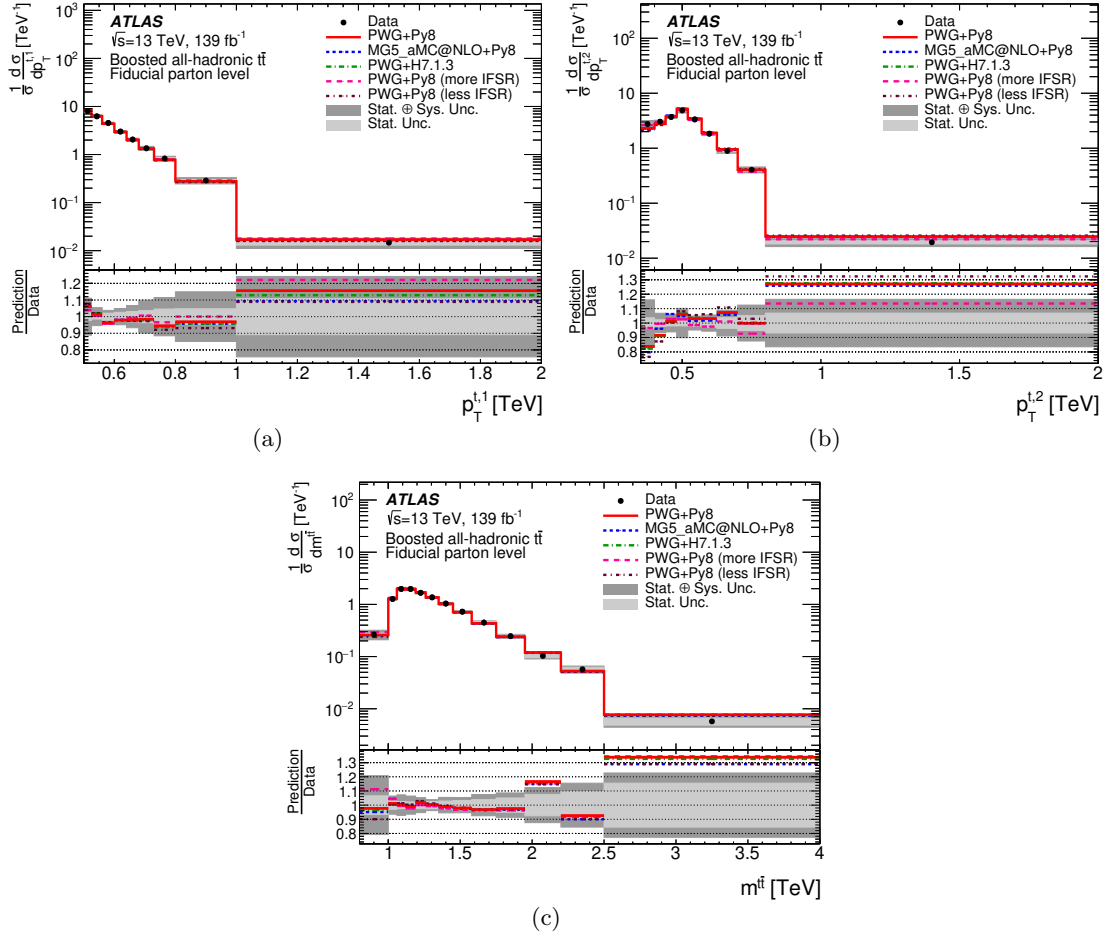 ATLAS
√s=13 TeV, 139 fb⁻¹
Boosted all-hadronic tt̄
Fiducial parton level
Data
PWG+Py8
MG5_aMC@NLO+Py8
PWG+H7.1.3
PWG+Py8 (more IFSR)
PWG+Py8 (less IFSR)
Stat. ⊕ Sys. Unc.
Stat. Unc.
1/σ dσ/dp_T^{t,1} [TeV⁻¹]
10²
10
1
10⁻¹
10⁻²
Prediction
Data
1.2
1.1
1
0.9
0.8
0.6 0.8 1 1.2 1.4 1.6 1.8 2
p_T^{t,1} [TeV]
(a)
ATLAS
√s=13 TeV, 139 fb⁻¹
Boosted all-hadronic tt̄
Fiducial parton level
Data
PWG+Py8
MG5_aMC@NLO+Py8
PWG+H7.1.3
PWG+Py8 (more IFSR)
PWG+Py8 (less IFSR)
Stat. ⊕ Sys. Unc.
Stat. Unc.
1/σ dσ/dp_T^{t,2} [TeV⁻¹]
10²
10
1
10⁻¹
10⁻²
Prediction
Data
1.3
1.2
1.1
1
0.9
0.8
0.5 1 1.5 2
p_T^{t,2} [TeV]
(b)
ATLAS
√s=13 TeV, 139 fb⁻¹
Boosted all-hadronic tt̄
Fiducial parton level
Data
PWG+Py8
MG5_aMC@NLO+Py8
PWG+H7.1.3
PWG+Py8 (more IFSR)
PWG+Py8 (less IFSR)
Stat. ⊕ Sys. Unc.
Stat. Unc.
1/σ dσ/dm^{tt̄} [TeV⁻¹]
10²
10
1
10⁻¹
10⁻²
Prediction
Data
1.3
1.2
1.1
1
0.9
0.8
1 1.5 2 2.5 3 3.5 4
m^{tt̄} [TeV]
(c)